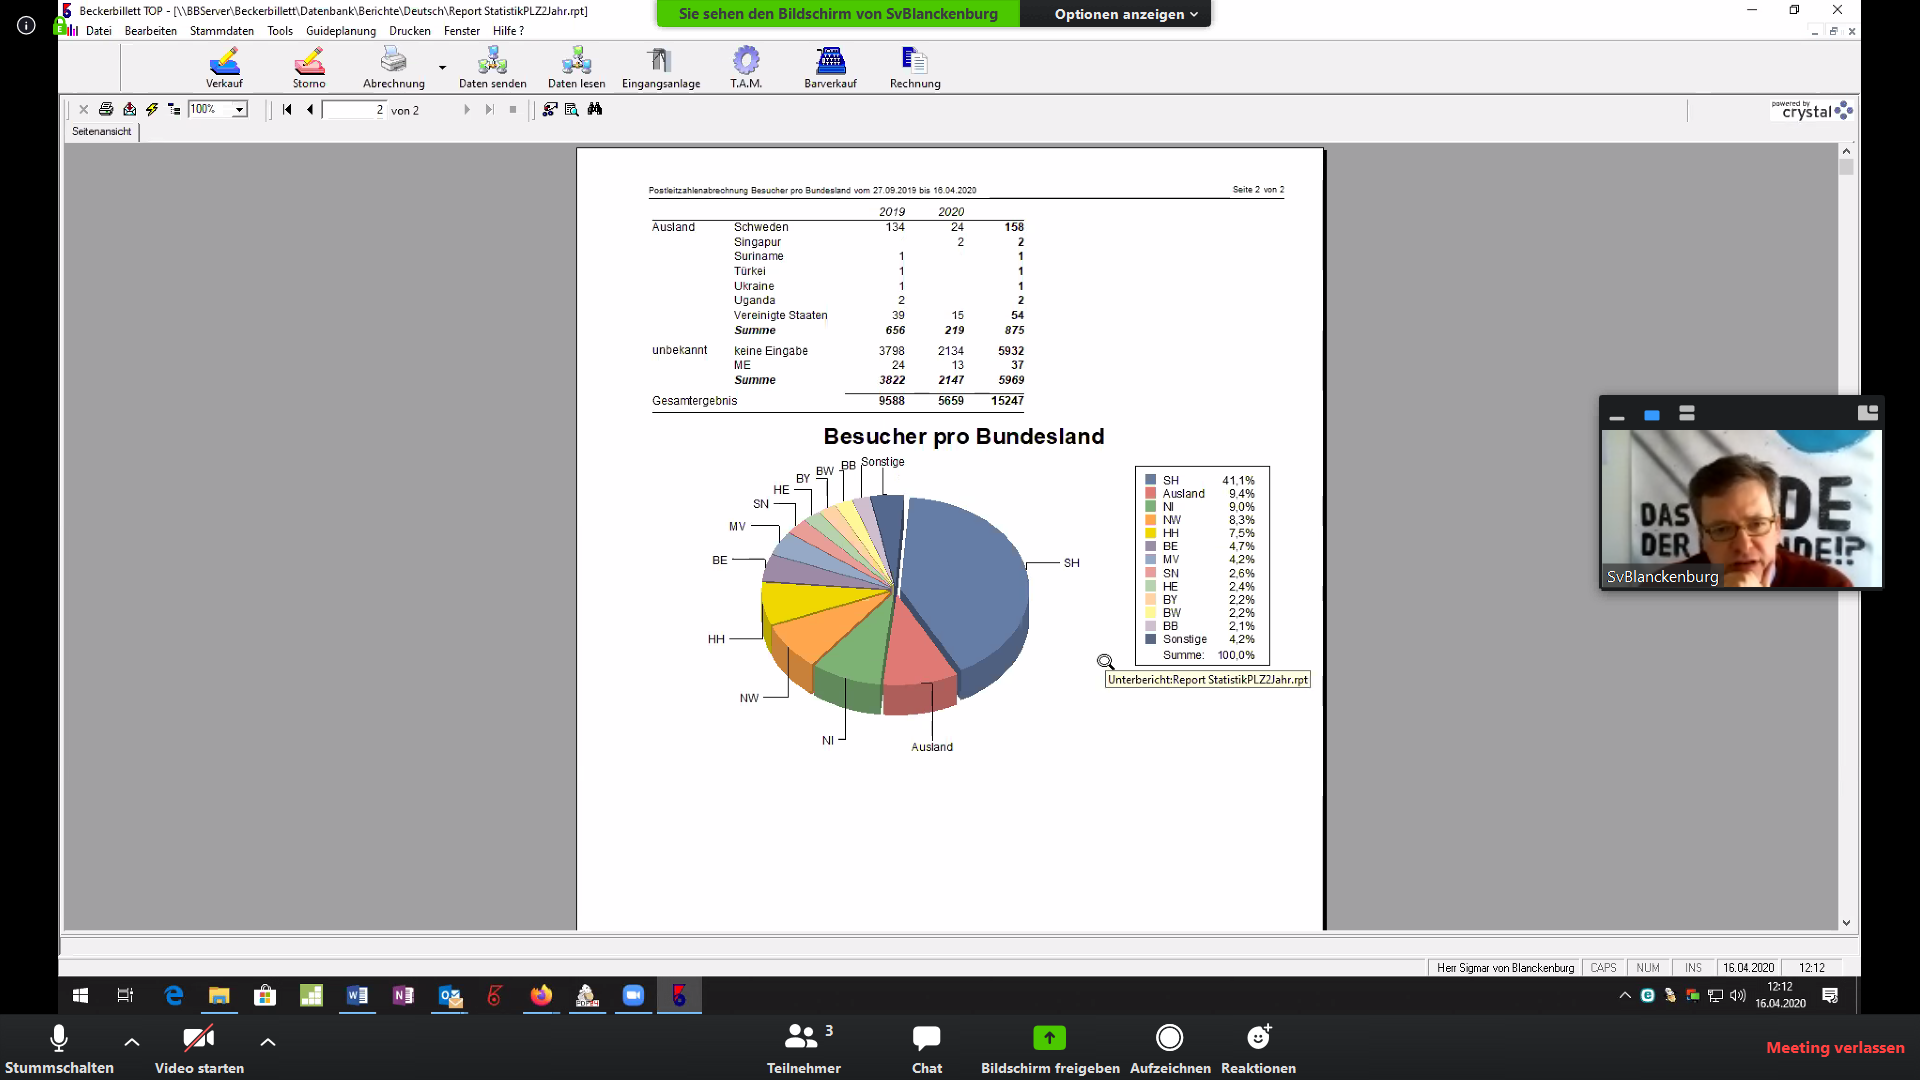 Beckerbillett TOP - [\\BBServer\Beckerbillett\Datenbank\Berichte\Deutsch\Report StatistikPLZ2Jahr.rpt]
Sie sehen den Bildschirm von SvBlanckenburg
Optionen anzeigen
Datei Bearbeiten Stammdaten Tools Guideplanung Drucken Fenster Hilfe ?
Verkauf Storno Abrechnung Daten senden Daten lesen Eingangsanlage T.A.M. Barverkauf Rechnung
100% 2 von 2
powered by
crystal
Seitenansicht
Postleitzahlenabrechnung Besucher pro Bundesland vom 27.09.2019 bis 16.04.2020 Seite 2 von 2
2019 2020
Ausland Schweden 134 24 158
Singapur 2 2
Suriname 1 1
Türkei 1 1
Ukraine 1 1
Uganda 2 2
Vereinigte Staaten 39 15 54
Summe 656 219 875
unbekannt keine Eingabe 3798 2134 5932
ME 24 13 37
Summe 3822 2147 5969
Gesamtergebnis 9588 5659 15247
Besucher pro Bundesland
Sonstige
BB
BW
BY
HE
SN
MV
BE
HH
NW
NI
Ausland
SH
SH 41,1%
Ausland 9,4%
NI 9,0%
NW 8,3%
HH 7,5%
BE 4,7%
MV 4,2%
SN 2,6%
HE 2,4%
BY 2,2%
BW 2,2%
BB 2,1%
Sonstige 4,2%
Summe: 100,0%
Unterbericht:Report StatistikPLZ2Jahr.rpt
DAS
DER
SvBlanckenburg
Herr Sigmar von Blanckenburg CAPS NUM INS 16.04.2020 12:12
12:12
16.04.2020
Stummschalten Video starten Teilnehmer 3 Chat Bildschirm freigeben Aufzeichnen Reaktionen Meeting verlassen